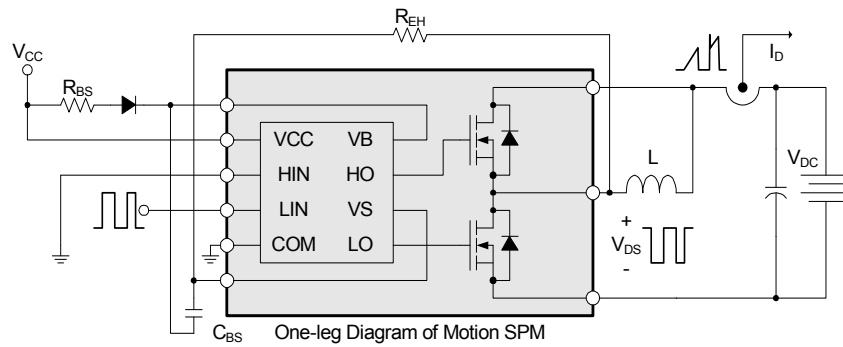 R_EH
V_CC
I_D
R_BS
VCC VB
L
V_DC
HIN HO
LIN VS
+
V_DS
COM LO
-
C_BS One-leg Diagram of Motion SPM